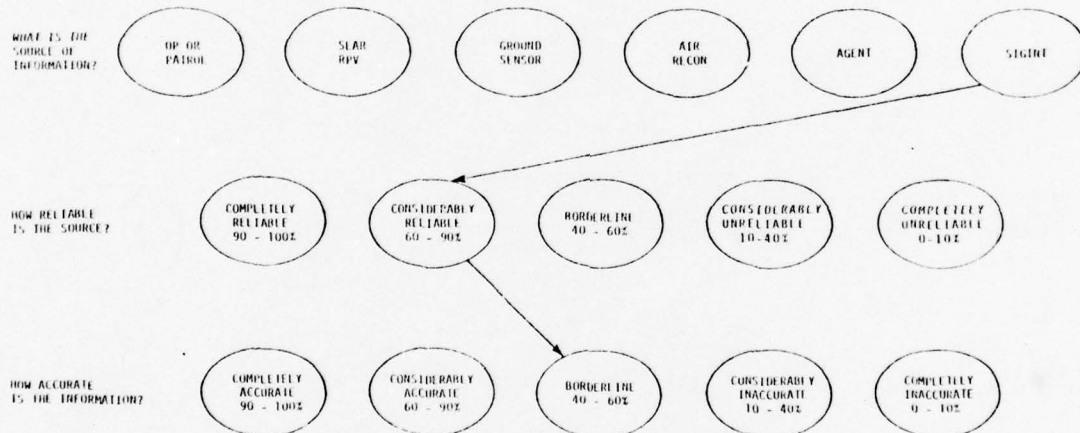 WHAT IS THE
SOURCE OF
INFORMATION?
OP OR
PATROL
SLAR
RPV
GROUND
SENSOR
AIR
RECON
AGENT
SIGINT
HOW RELIABLE
IS THE SOURCE?
COMPLETELY
RELIABLE
90 - 100%
CONSIDERABLY
RELIABLE
60 - 90%
BORDERLINE
40 - 60%
CONSIDERABLY
UNRELIABLE
10-40%
COMPLETELY
UNRELIABLE
0-10%
HOW ACCURATE
IS THE INFORMATION?
COMPLETELY
ACCURATE
90 - 100%
CONSIDERABLY
ACCURATE
60 - 90%
BORDERLINE
40 - 60%
CONSIDERABLY
INACCURATE
10 - 40%
COMPLETELY
INACCURATE
0 - 10%